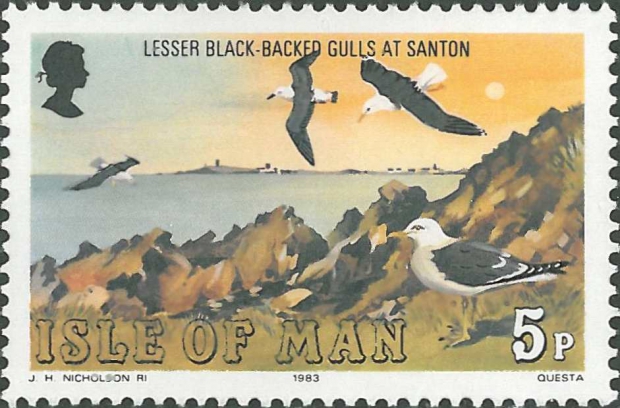 LESSER BLACK-BACKED GULLS AT SANTON
ISLE OF MAN
5P
J. H. NICHOLSON RI
1983
QUESTA